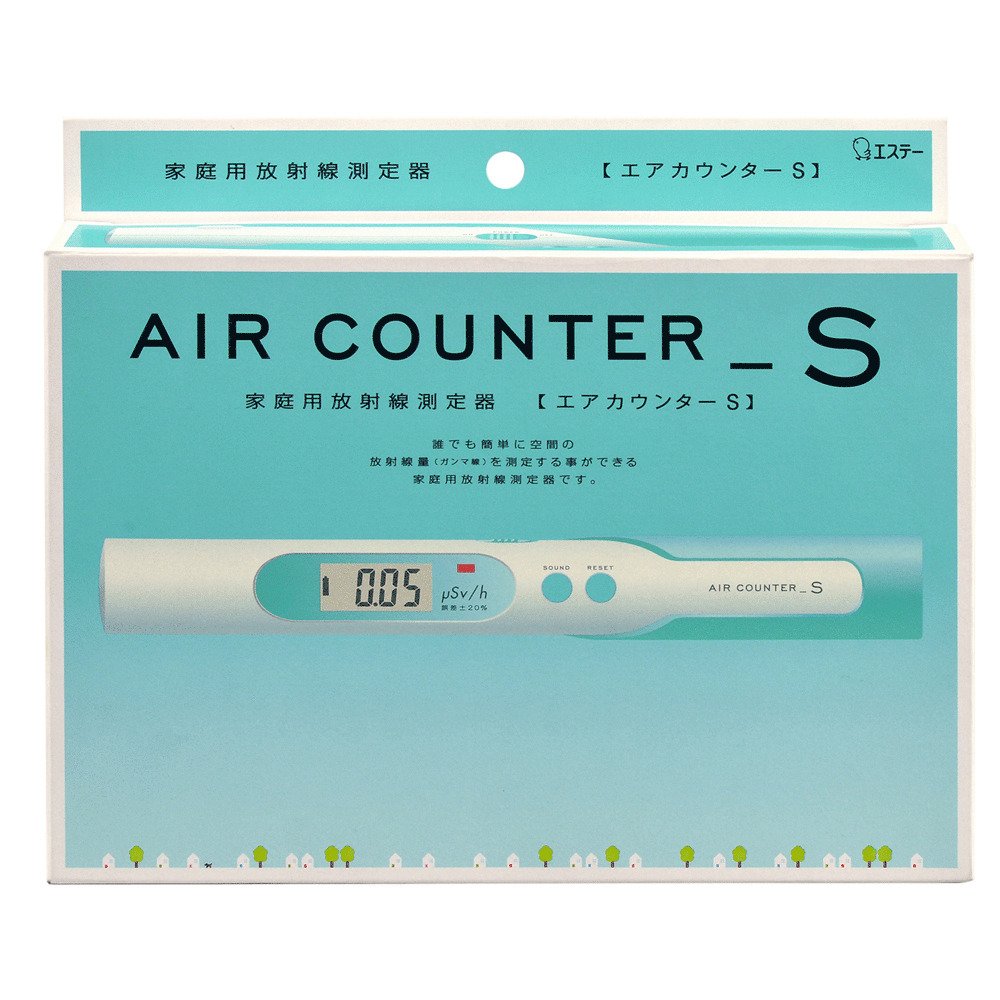 エステー
家庭用放射線測定器 【エアカウンターS】
AIR COUNTER_S
家庭用放射線測定器 【エアカウンターS】
誰でも簡単に空間の
放射線量(ガンマ線)を測定する事ができる
家庭用放射線測定器です。
0.05
μSv/h
誤差±20%
SOUND RESET
AIR COUNTER_S